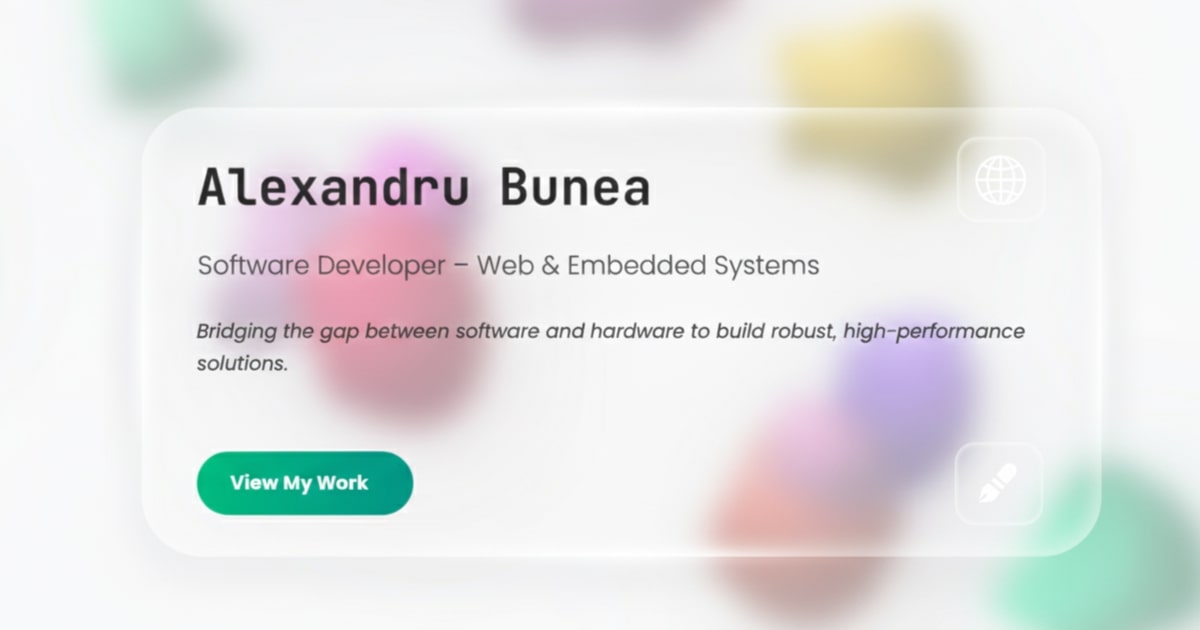 Alexandru Bunea
Software Developer – Web & Embedded Systems
Bridging the gap between software and hardware to build robust, high-performance
solutions.
View My Work